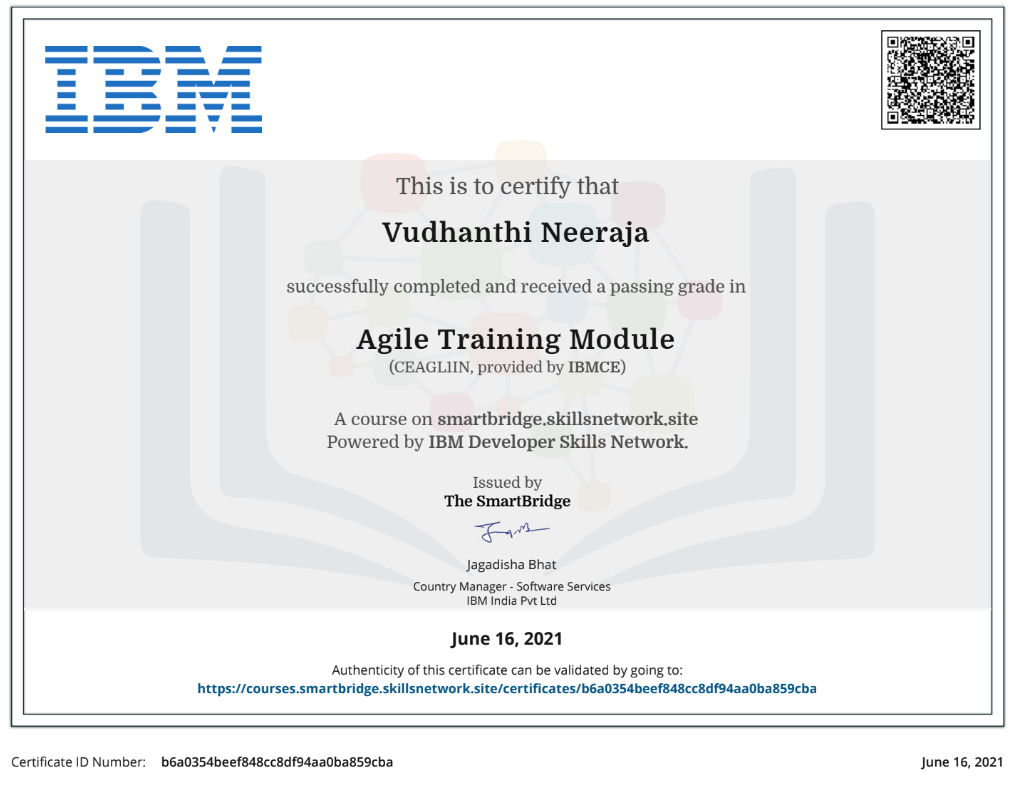 IBM
This is to certify that
Vudhanthi Neeraja
successfully completed and received a passing grade in
Agile Training Module
(CEAGL1IN, provided by IBMCE)
A course on smartbridge.skillsnetwork.site
Powered by IBM Developer Skills Network.
Issued by
The SmartBridge
Jagadisha Bhat
Country Manager - Software Services
IBM India Pvt Ltd
June 16, 2021
Authenticity of this certificate can be validated by going to:
https://courses.smartbridge.skillsnetwork.site/certificates/b6a0354beef848cc8df94aa0ba859cba
Certificate ID Number: b6a0354beef848cc8df94aa0ba859cba
June 16, 2021